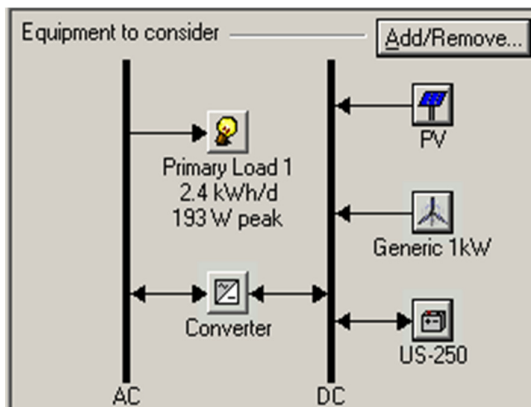 Equipment to consider
Add/Remove...
PV
Primary Load 1
2.4 kWh/d
193 W peak
Generic 1kW
Converter
US-250
AC
DC